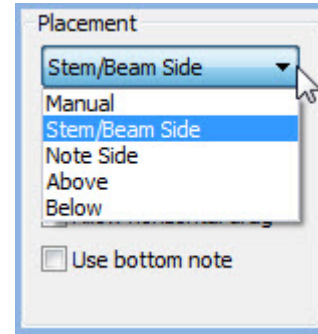 Placement
Stem/Beam Side
Manual
Stem/Beam Side
Note Side
Above
Below
Use bottom note